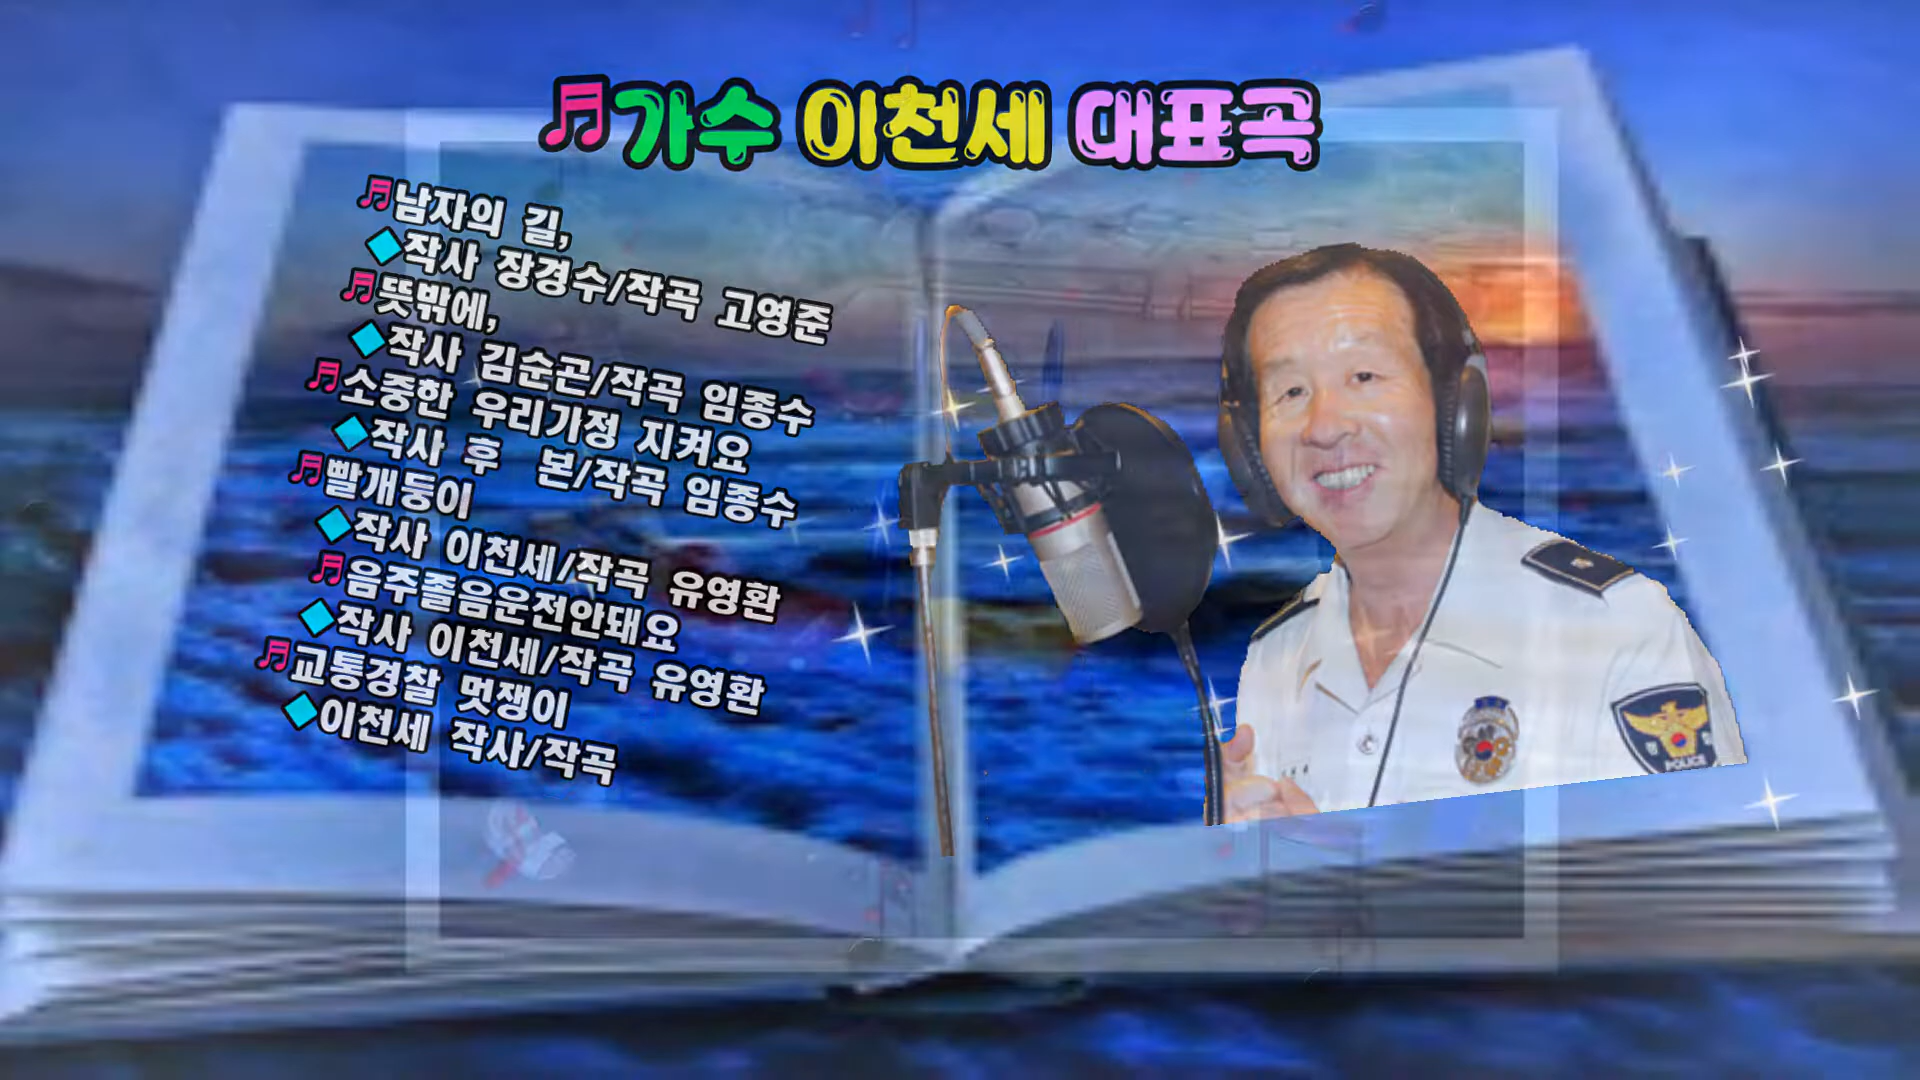 가수 이천세 대표곡
남자의 길,
작사 장경수/작곡 고영준
뜻밖에,
작사 김순곤/작곡 임종수
소중한 우리가정 지켜요
작사 후 본/작곡 임종수
빨개둥이
작사 이천세/작곡 유영환
음주졸음운전안돼요
작사 이천세/작곡 유영환
교통경찰 멋쟁이
이천세 작사/작곡
POLICE